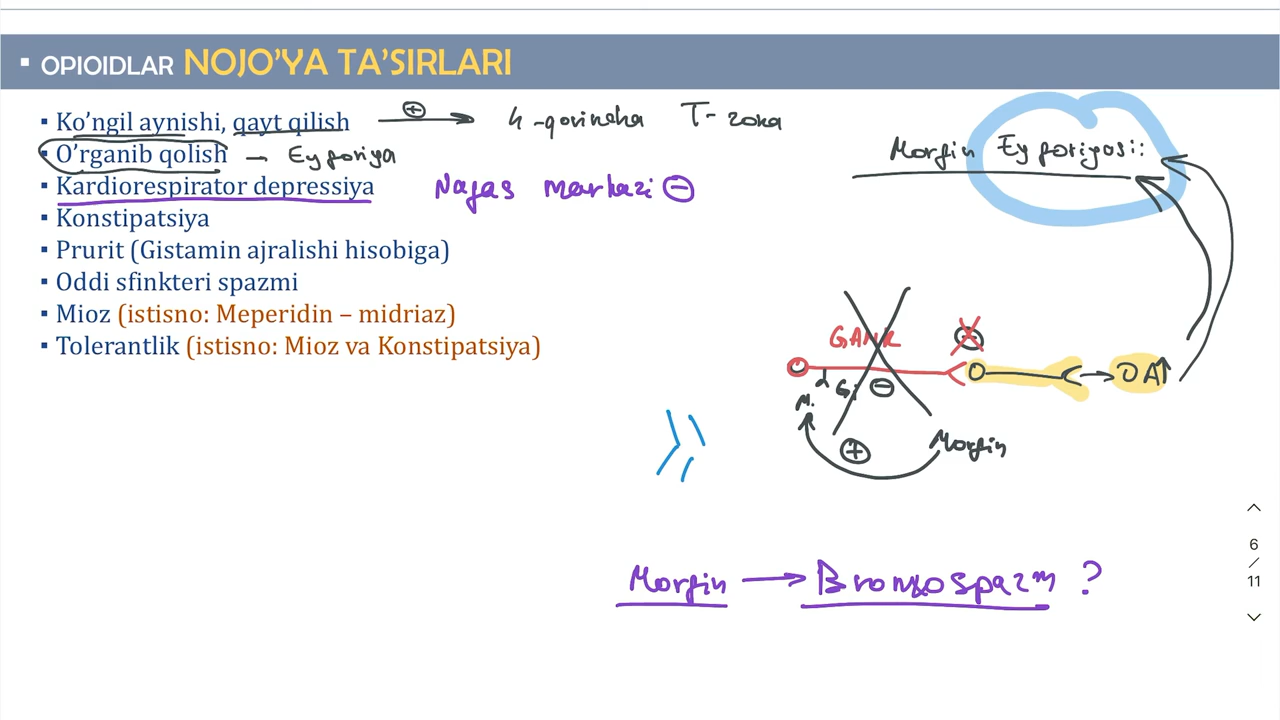 ▪ OPIOIDLAR NOJO’YA TA’SIRLARI
▪ Ko’ngil aynishi, qayt qilish ⊕ → 4-qorincha T-zona
▪ O’rganib qolish – Eyforiya
▪ Kardiorespirator depressiya Nafas markazi ⊖
▪ Konstipatsiya
▪ Prurit (Gistamin ajralishi hisobiga)
▪ Oddi sfinkteri spazmi
▪ Mioz (istisno: Meperidin – midriaz)
▪ Tolerantlik (istisno: Mioz va Konstipatsiya)
Morfin Eyforiyasi:
GAMK ⊖
→ DA↑
M. Gi ⊖
⊕ Morfin
Morfin → Bronxospazm ?
6
/
11